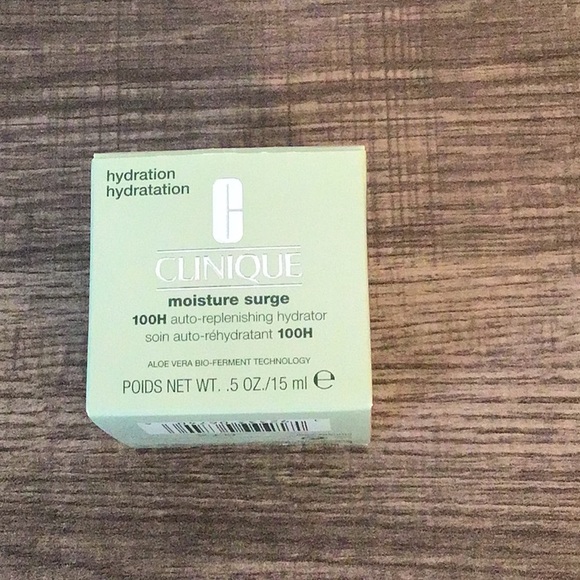 hydration
hydratation
C
CLINIQUE
moisture surge
100H auto-replenishing hydrator
soin auto-réhydratant 100H
ALOE VERA BIO-FERMENT TECHNOLOGY
POIDS NET WT. .5 OZ./15 ml ℮